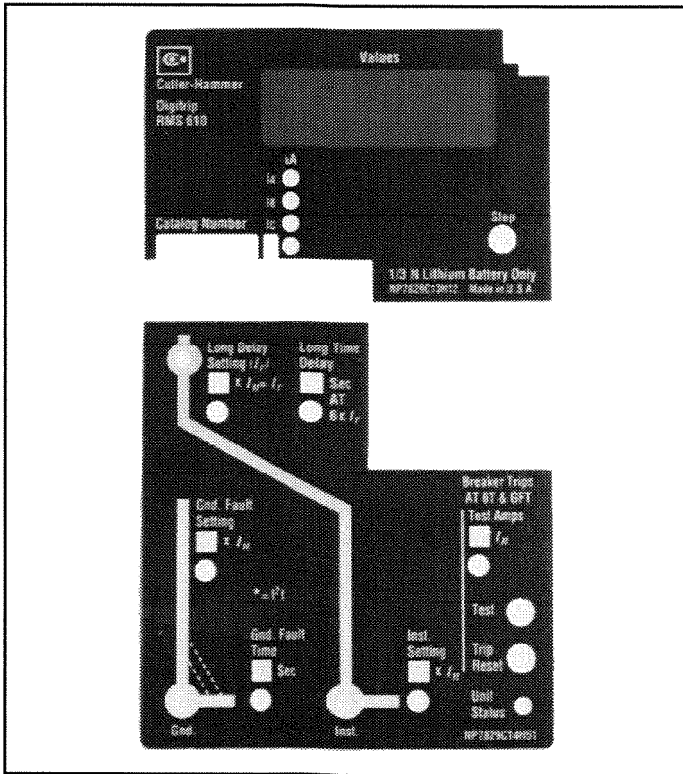 Values
Cutler-Hammer
Digitrip
RMS 610
kA
IA
IB
IC
Catalog Number
Step
1/3 N Lithium Battery Only
Made in U.S.A.
Long Delay
Setting (Ir)
x In = Ir
Long Time
Delay
Sec
AT
6 x Ir
Breaker Trips
AT 6T & GFT
Test Amps
In
Gnd. Fault
Setting
x In
* = I²t
Test
Gnd. Fault
Time
Sec
Inst.
Setting
x In
Trip
Reset
Unit
Status
Gnd.
Inst.